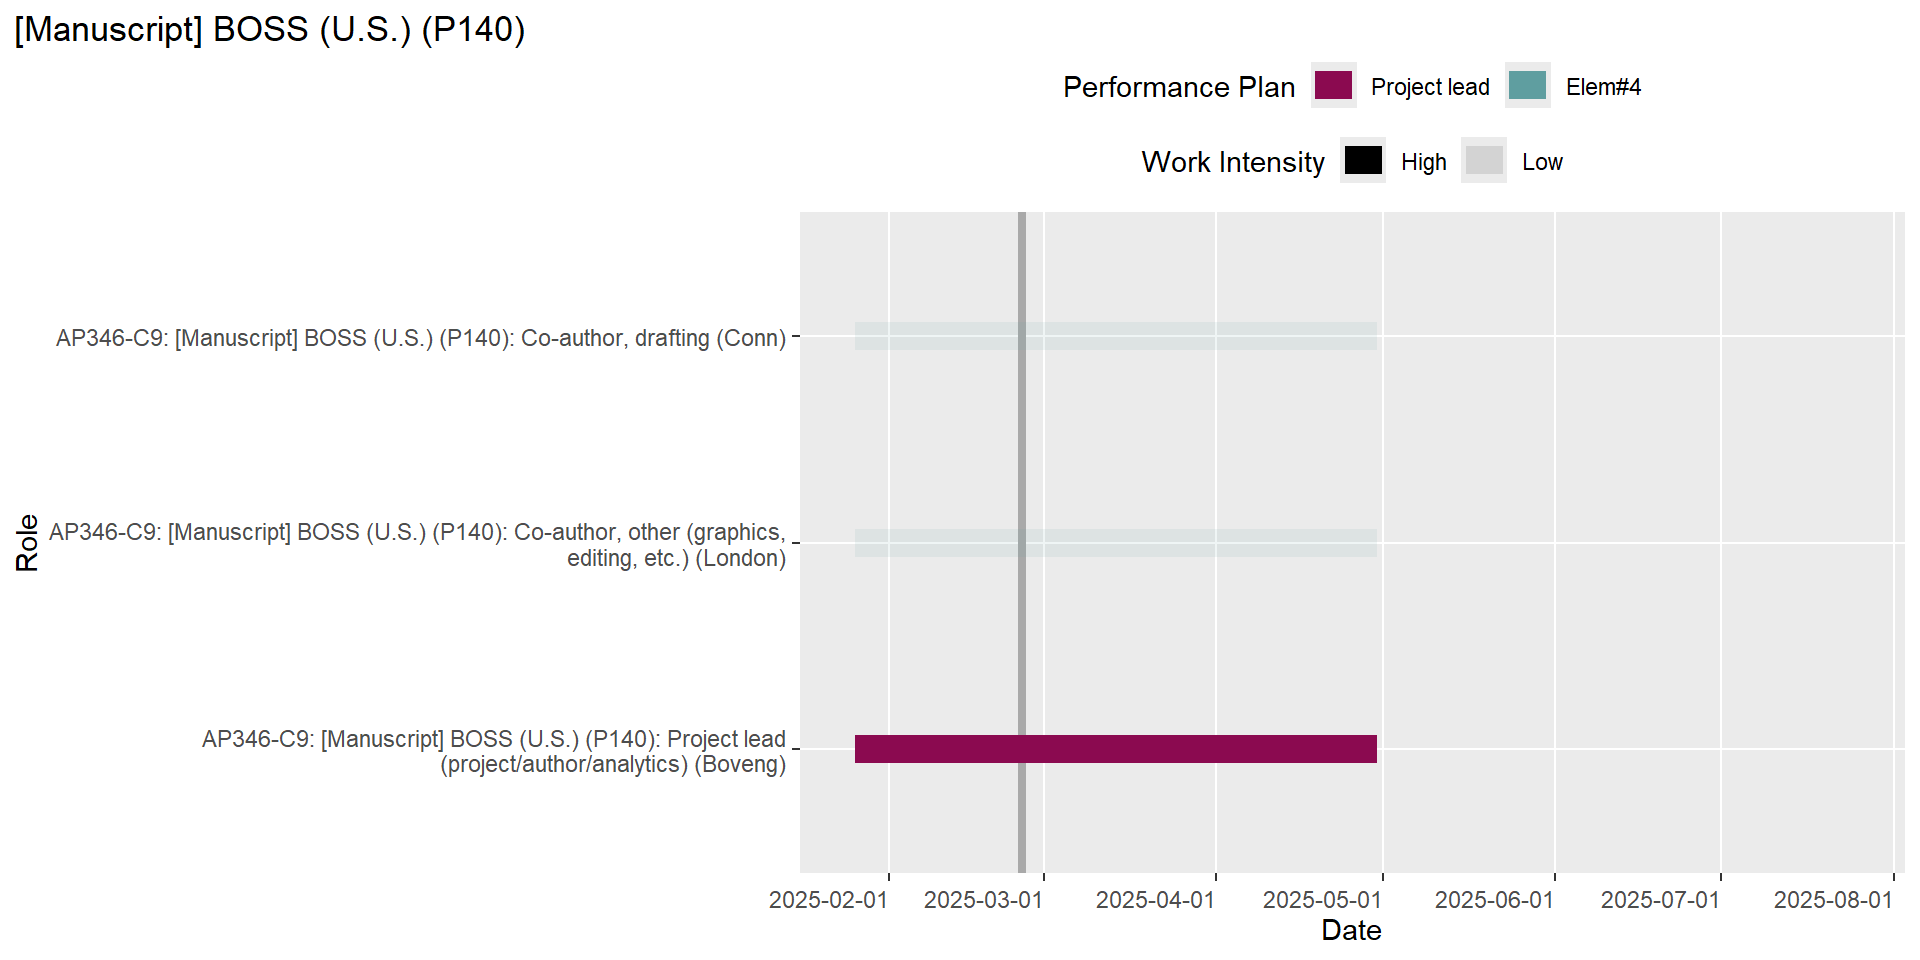 [Manuscript] BOSS (U.S.) (P140)
Performance Plan Project lead Elem#4
Work Intensity High Low
AP346-C9: [Manuscript] BOSS (U.S.) (P140): Co-author, drafting (Conn)
AP346-C9: [Manuscript] BOSS (U.S.) (P140): Co-author, other (graphics,
editing, etc.) (London)
AP346-C9: [Manuscript] BOSS (U.S.) (P140): Project lead
(project/author/analytics) (Boveng)
Role
2025-02-01 2025-03-01 2025-04-01 2025-05-01 2025-06-01 2025-07-01 2025-08-01
Date